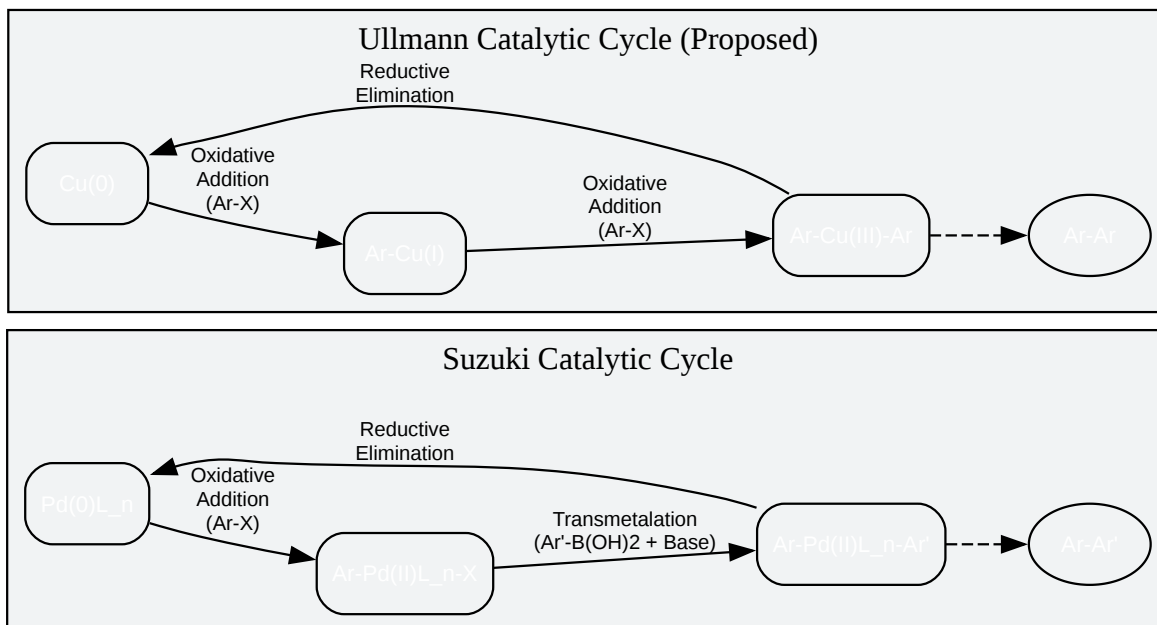 Ullmann Catalytic Cycle (Proposed)
Reductive
Elimination
Cu(0)
Oxidative
Addition
(Ar-X)
Ar-Cu(I)
Oxidative
Addition
(Ar-X)
Ar-Cu(III)-Ar
Ar-Ar
Suzuki Catalytic Cycle
Reductive
Elimination
Pd(0)L_n
Oxidative
Addition
(Ar-X)
Ar-Pd(II)L_n-X
Transmetalation
(Ar'-B(OH)2 + Base)
Ar-Pd(II)L_n-Ar'
Ar-Ar'